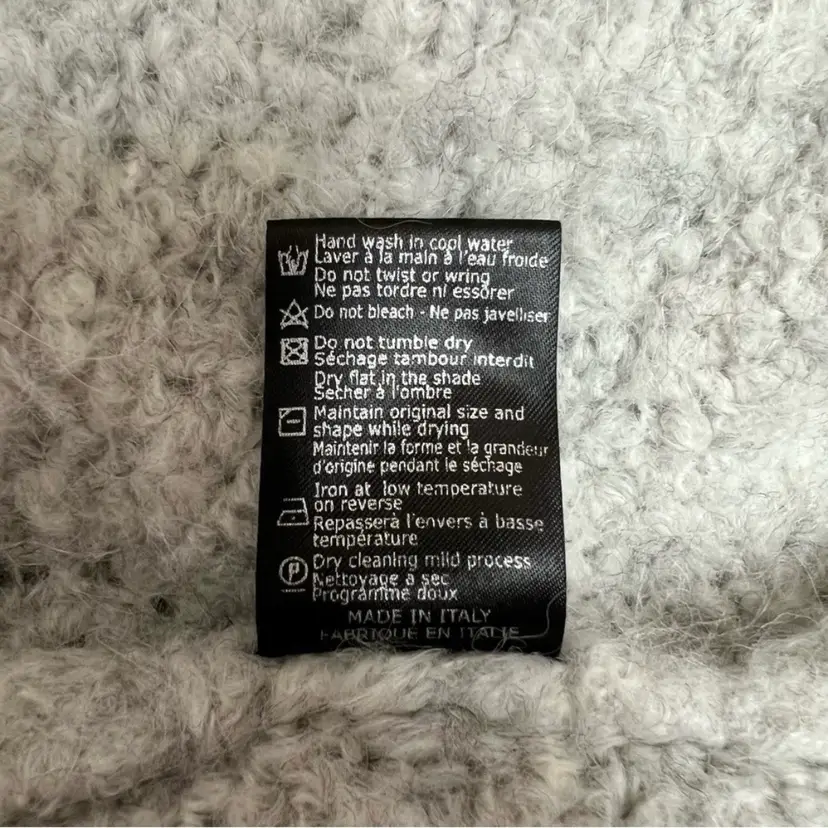 Hand wash in cool water
Laver à la main à l'eau froide
Do not twist or wring
Ne pas tordre ni essorer
Do not bleach - Ne pas javelliser
Do not tumble dry
Séchage tambour interdit
Dry flat in the shade
Secher à l'ombre
Maintain original size and
shape while drying
Maintenir la forme et la grandeur
d'origine pendant le séchage
Iron at low temperature
on reverse
Repasserà l'envers à basse
température
P
Dry cleaning mild process
Nettoyage a sec
Programme doux
MADE IN ITALY
FABRIQUE EN ITALIE